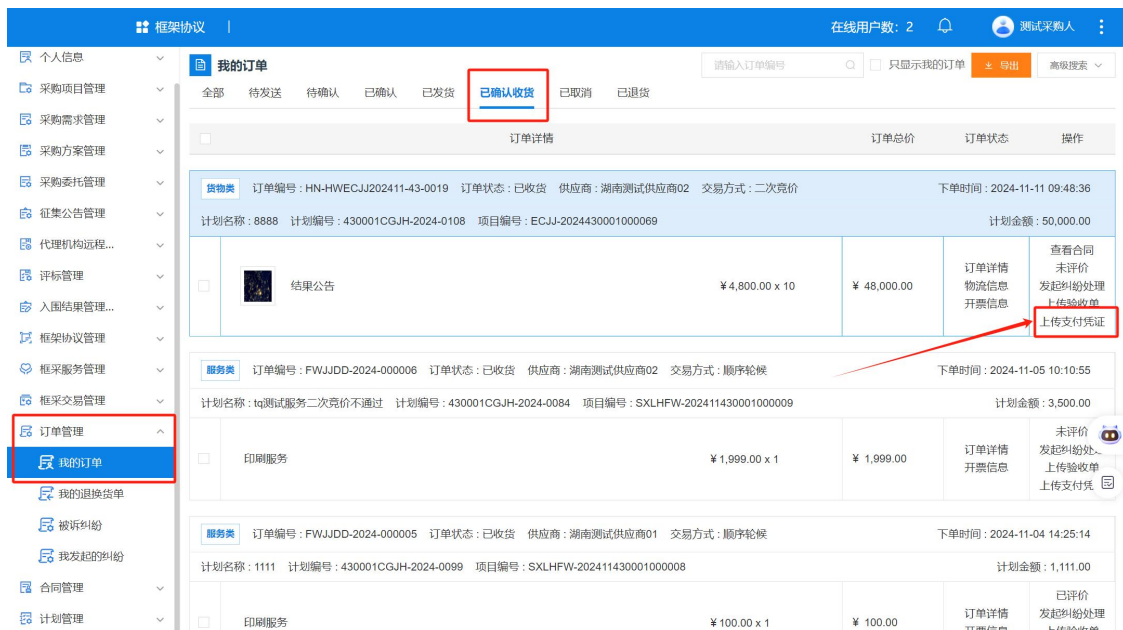 框架协议
在线用户数：2
测试采购人
个人信息
采购项目管理
采购需求管理
采购方案管理
采购委托管理
征集公告管理
代理机构远程...
评标管理
入围结果管理...
框架协议管理
框采服务管理
框采交易管理
订单管理
我的订单
我的退换货单
被诉纠纷
我发起的纠纷
合同管理
计划管理
我的订单
请输入订单编号
只显示我的订单
导出
高级搜索
全部 待发送 待确认 已确认 已发货 已确认收货 已取消 已退货
订单详情 订单总价 订单状态 操作
货物类 订单编号 : HN-HWECJJ202411-43-0019 订单状态 : 已收货 供应商 : 湖南测试供应商02 交易方式 : 二次竞价 下单时间 : 2024-11-11 09:48:36
计划名称 : 8888 计划编号 : 430001CGJH-2024-0108 项目编号 : ECJJ-2024430001000069 计划金额 : 50,000.00
结果公告 ¥ 4,800.00 x 10 ¥ 48,000.00
订单详情
物流信息
开票信息
查看合同
未评价
发起纠纷处理
上传验收单
上传支付凭证
服务类 订单编号 : FWJJDD-2024-000006 订单状态 : 已收货 供应商 : 湖南测试供应商02 交易方式 : 顺序轮候 下单时间 : 2024-11-05 10:10:55
计划名称 : tq测试服务二次竞价不通过 计划编号 : 430001CGJH-2024-0084 项目编号 : SXLHFW-202411430001000009 计划金额 : 3,500.00
印刷服务 ¥ 1,999.00 x 1 ¥ 1,999.00
订单详情
开票信息
未评价
发起纠纷处
上传验收单
上传支付凭
服务类 订单编号 : FWJJDD-2024-000005 订单状态 : 已收货 供应商 : 湖南测试供应商01 交易方式 : 顺序轮候 下单时间 : 2024-11-04 14:25:14
计划名称 : 1111 计划编号 : 430001CGJH-2024-0099 项目编号 : SXLHFW-202411430001000008 计划金额 : 1,111.00
印刷服务 ¥ 100.00 x 1 ¥ 100.00
订单详情
开票信息
已评价
发起纠纷处理
上传验收单